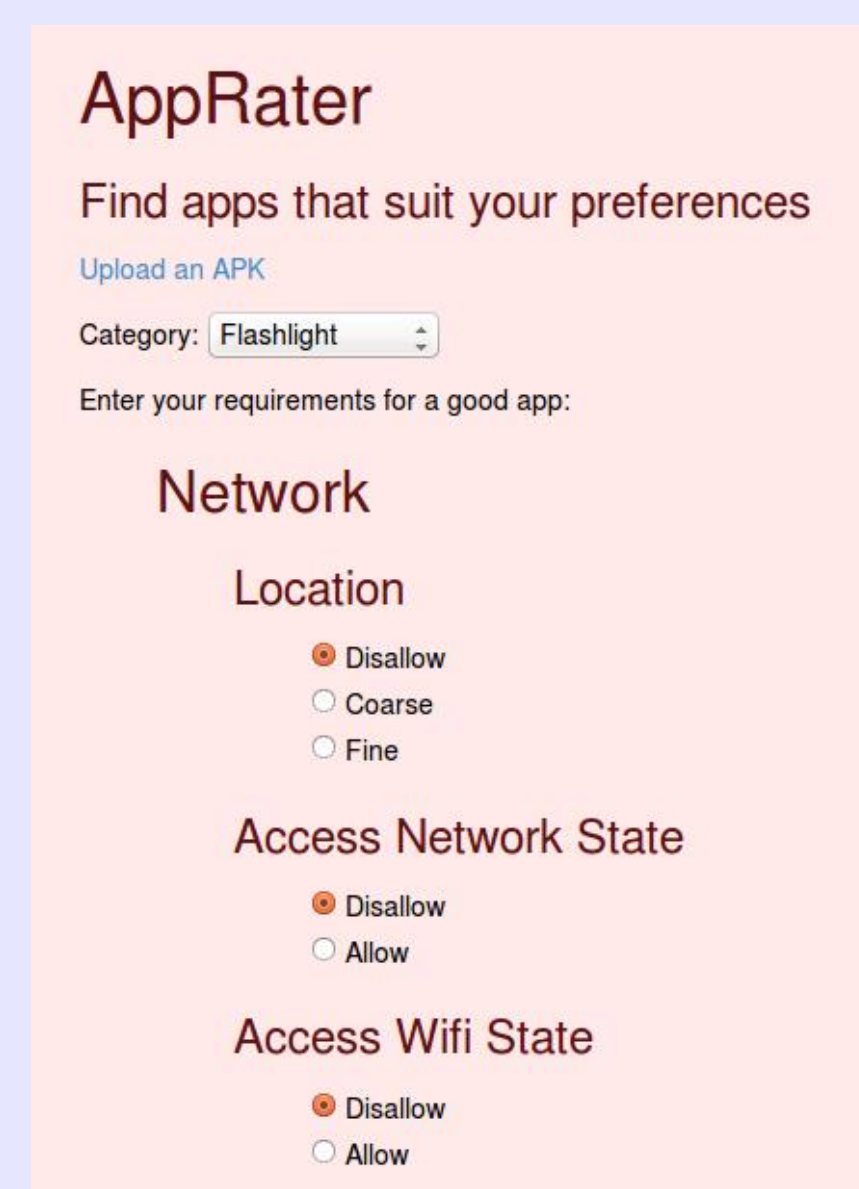 AppRater
Find apps that suit your preferences
Upload an APK
Category: Flashlight
Enter your requirements for a good app:
Network
Location
Disallow
Coarse
Fine
Access Network State
Disallow
Allow
Access Wifi State
Disallow
Allow